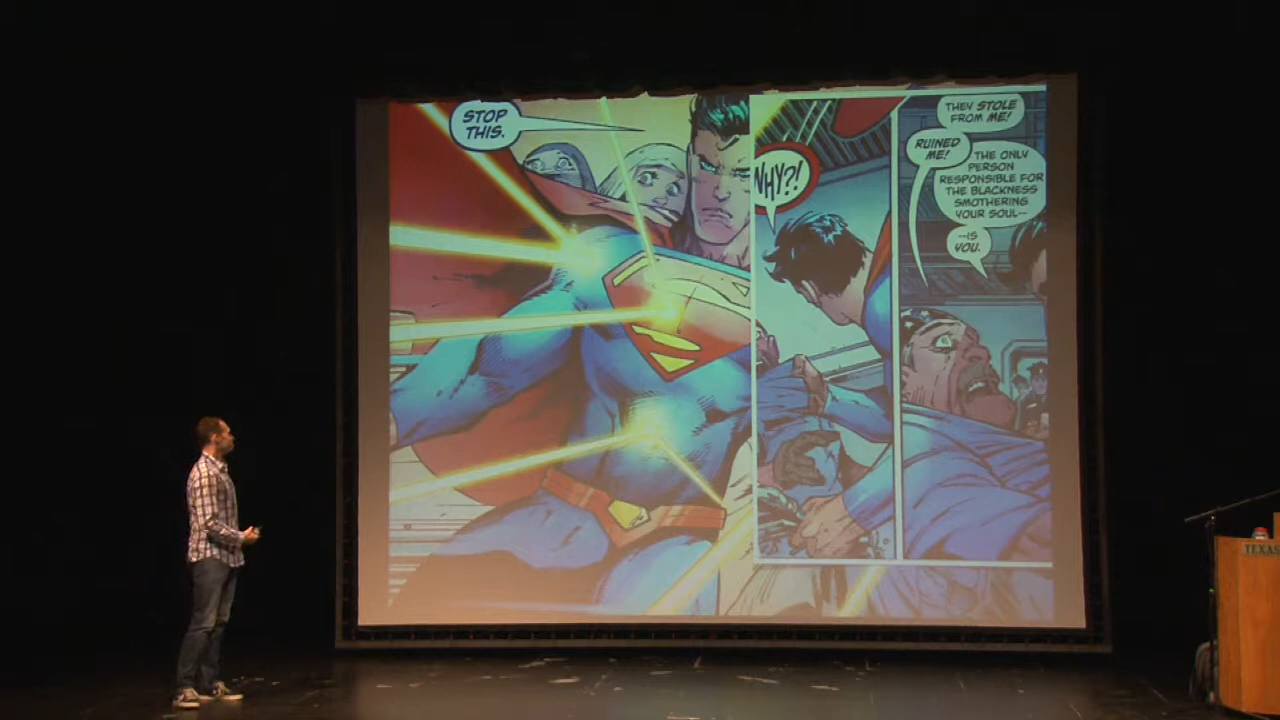 STOP
THIS.
WHY?!
THEY STOLE
FROM ME!
RUINED
ME!
THE ONLY
PERSON
RESPONSIBLE FOR
THE BLACKNESS
SMOTHERING
YOUR SOUL--
--IS
YOU.
TEXAS